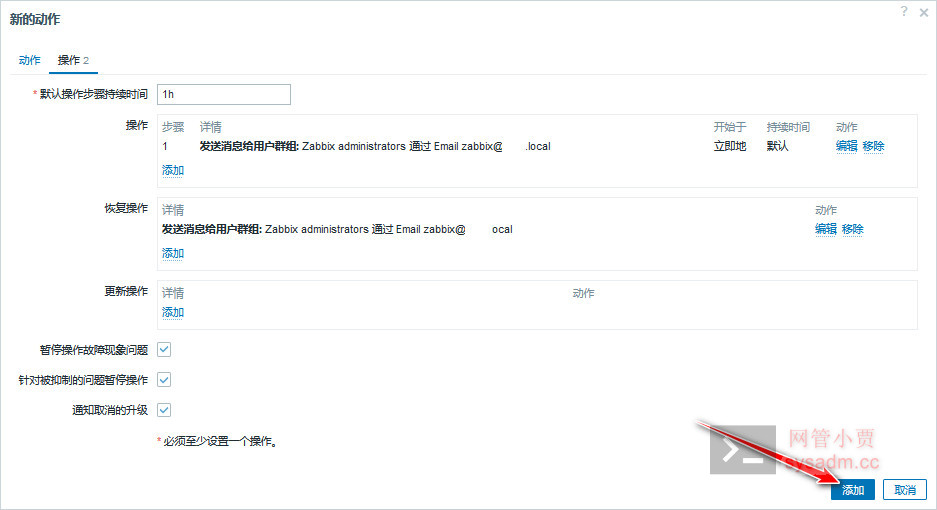 新的动作
? ×
动作 操作 2
* 默认操作步骤持续时间 1h
操作 步骤 详情 开始于 持续时间 动作
1 发送消息给用户群组: Zabbix administrators 通过 Email zabbix@ .local 立即地 默认 编辑 移除
添加
恢复操作 详情 动作
发送消息给用户群组: Zabbix administrators 通过 Email zabbix@ ocal 编辑 移除
添加
更新操作 详情 动作
添加
暂停操作故障现象问题
针对被抑制的问题暂停操作
通知取消的升级
* 必须至少设置一个操作。
网管小贾
sysadm.cc
添加 取消